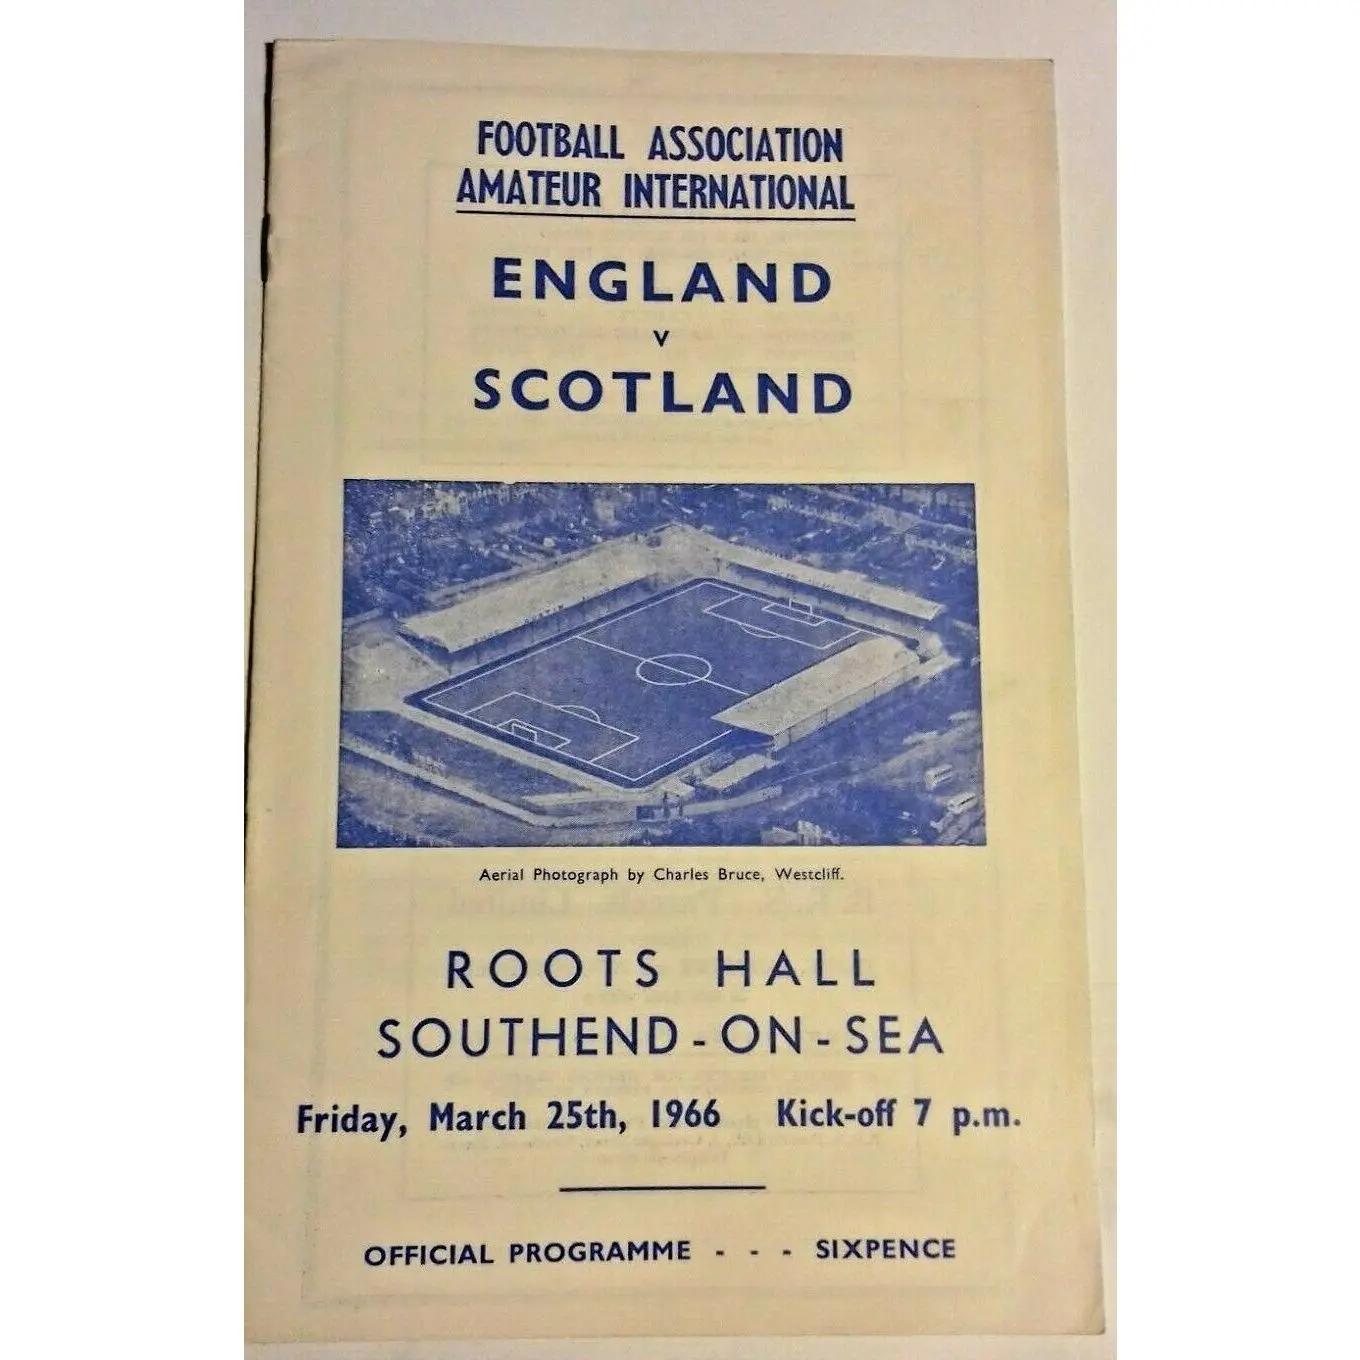 FOOTBALL ASSOCIATION
AMATEUR INTERNATIONAL
ENGLAND
v
SCOTLAND
Aerial Photograph by Charles Bruce, Westcliff.
ROOTS HALL
SOUTHEND-ON-SEA
Friday, March 25th, 1966 Kick-off 7 p.m.
OFFICIAL PROGRAMME - - - SIXPENCE